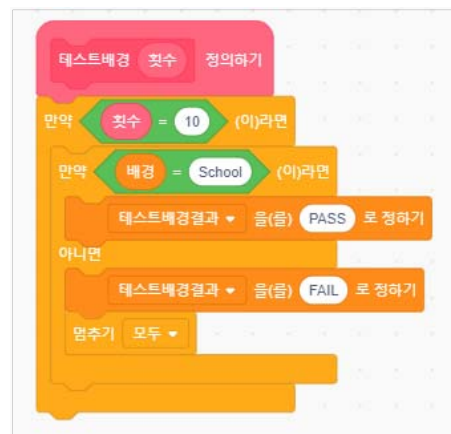 테스트배경 횟수 정의하기
만약 횟수 = 10 (이)라면
만약 배경 = School (이)라면
테스트배경결과 을(를) PASS 로 정하기
아니면
테스트배경결과 을(를) FAIL 로 정하기
멈추기 모두